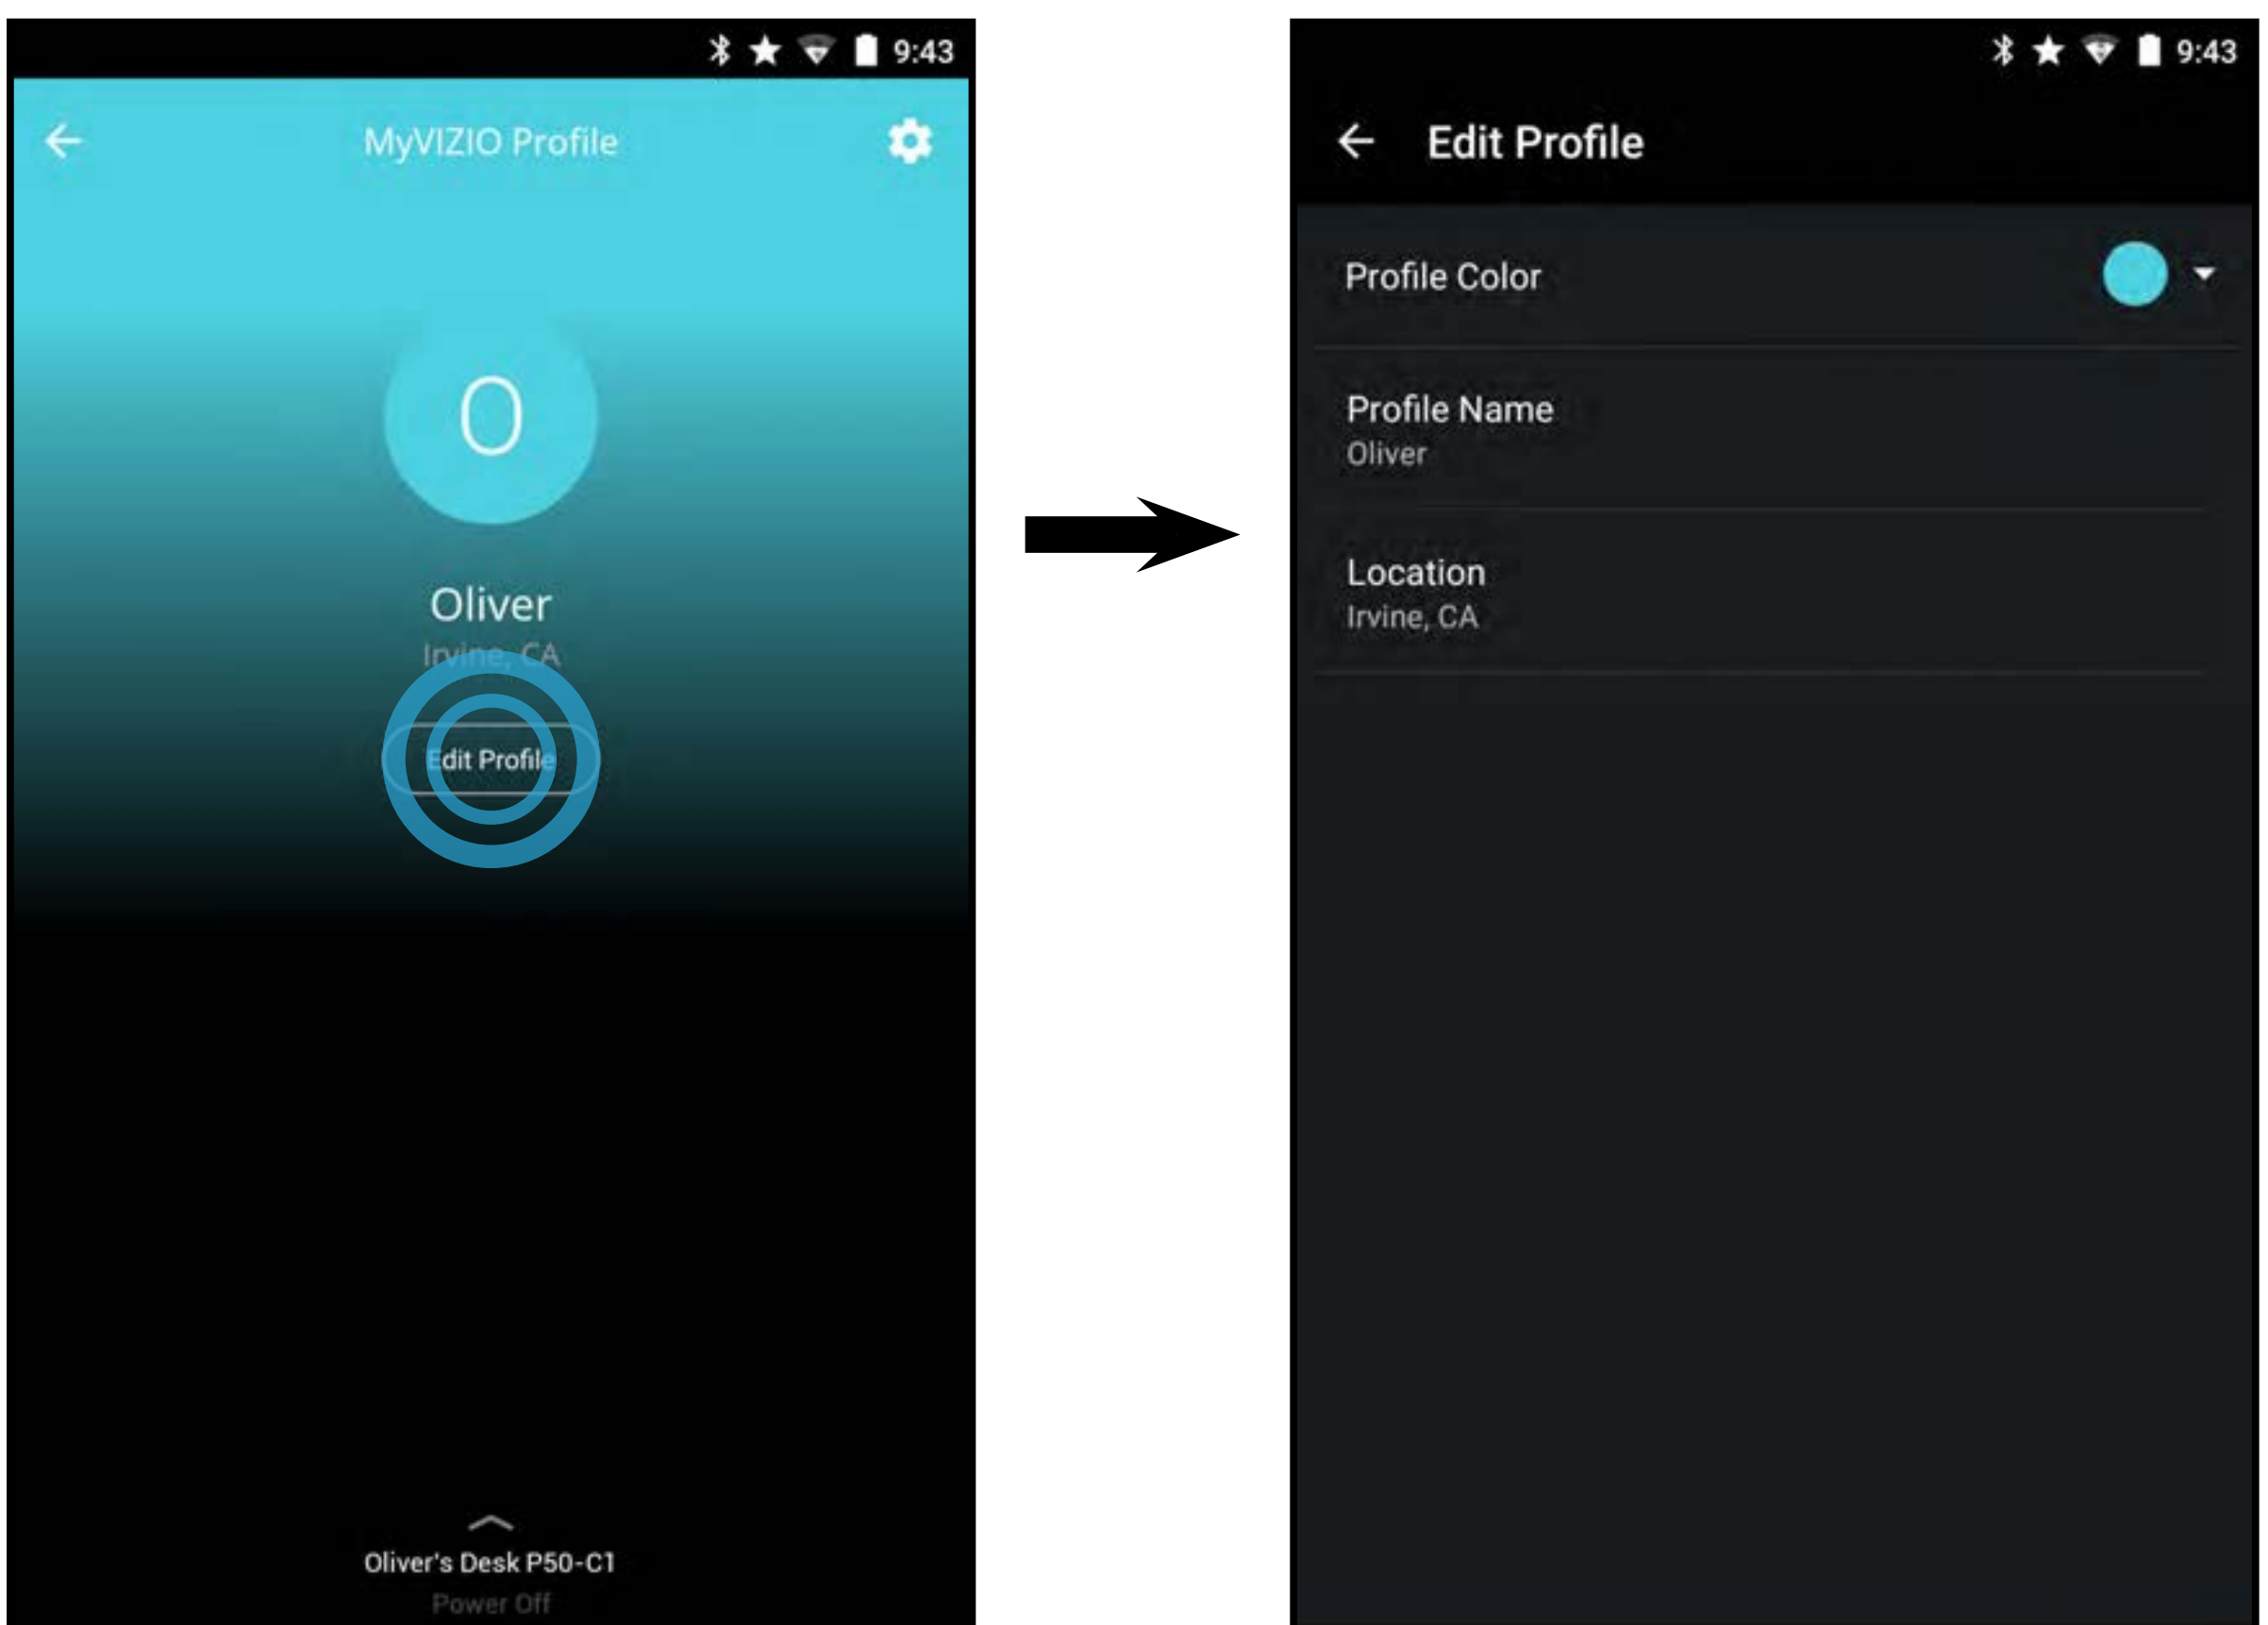 9:43
MyVIZIO Profile
O
Oliver
Irvine, CA
Edit Profile
Oliver's Desk P50-C1
Power Off
9:43
Edit Profile
Profile Color
Profile Name
Oliver
Location
Irvine, CA